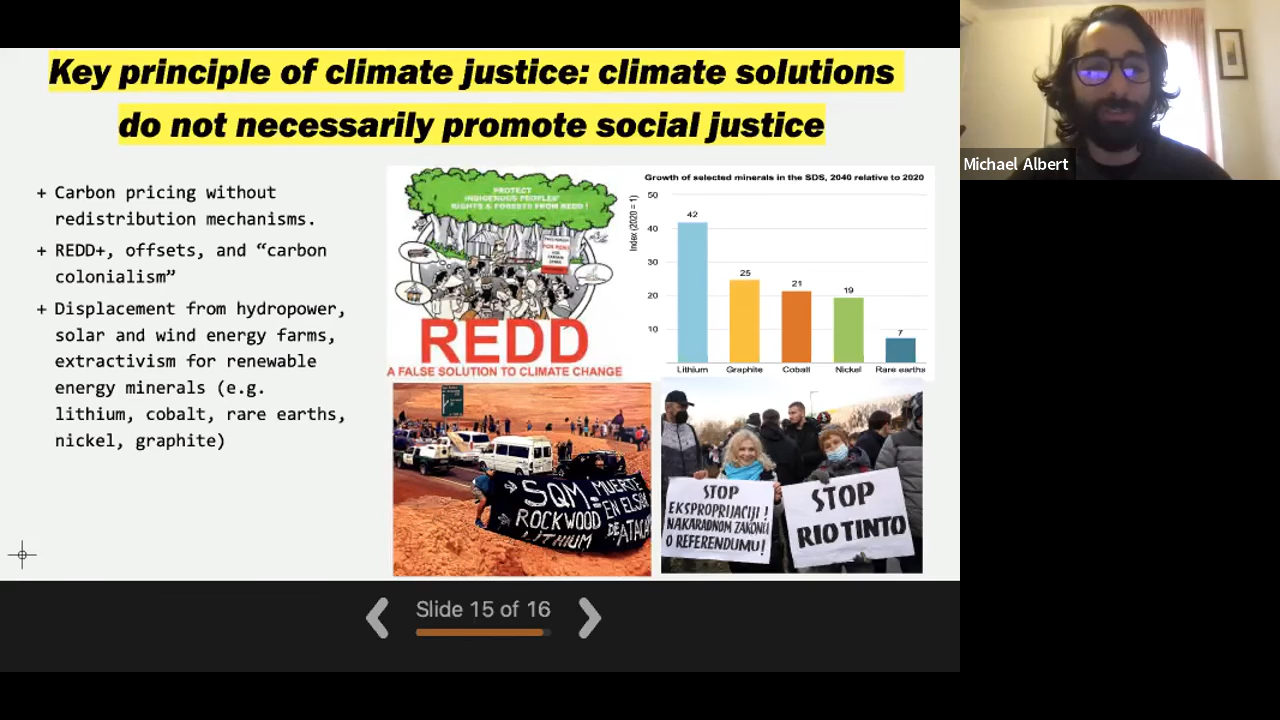 Key principle of climate justice: climate solutions
do not necessarily promote social justice
+ Carbon pricing without
redistribution mechanisms.
+ REDD+, offsets, and “carbon
colonialism”
+ Displacement from hydropower,
solar and wind energy farms,
extractivism for renewable
energy minerals (e.g.
lithium, cobalt, rare earths,
nickel, graphite)
PROTECT
INDIGENOUS PEOPLES'
RIGHTS & FORESTS FROM REDD !
REDD
A FALSE SOLUTION TO CLIMATE CHANGE
Growth of selected minerals in the SDS, 2040 relative to 2020
Index (2020 = 1)
50
40
30
20
10
42
25
21
19
7
Lithium
Graphite
Cobalt
Nickel
Rare earths
SQM =
ROCKWOOD
LITHIUM
MUERTE
EN EL
STOP
EKSPROPRIJACIJI !
NAKARADNOM ZAKONU
O REFERENDUMU!
STOP
RIO TINTO
Slide 15 of 16
Michael Albert